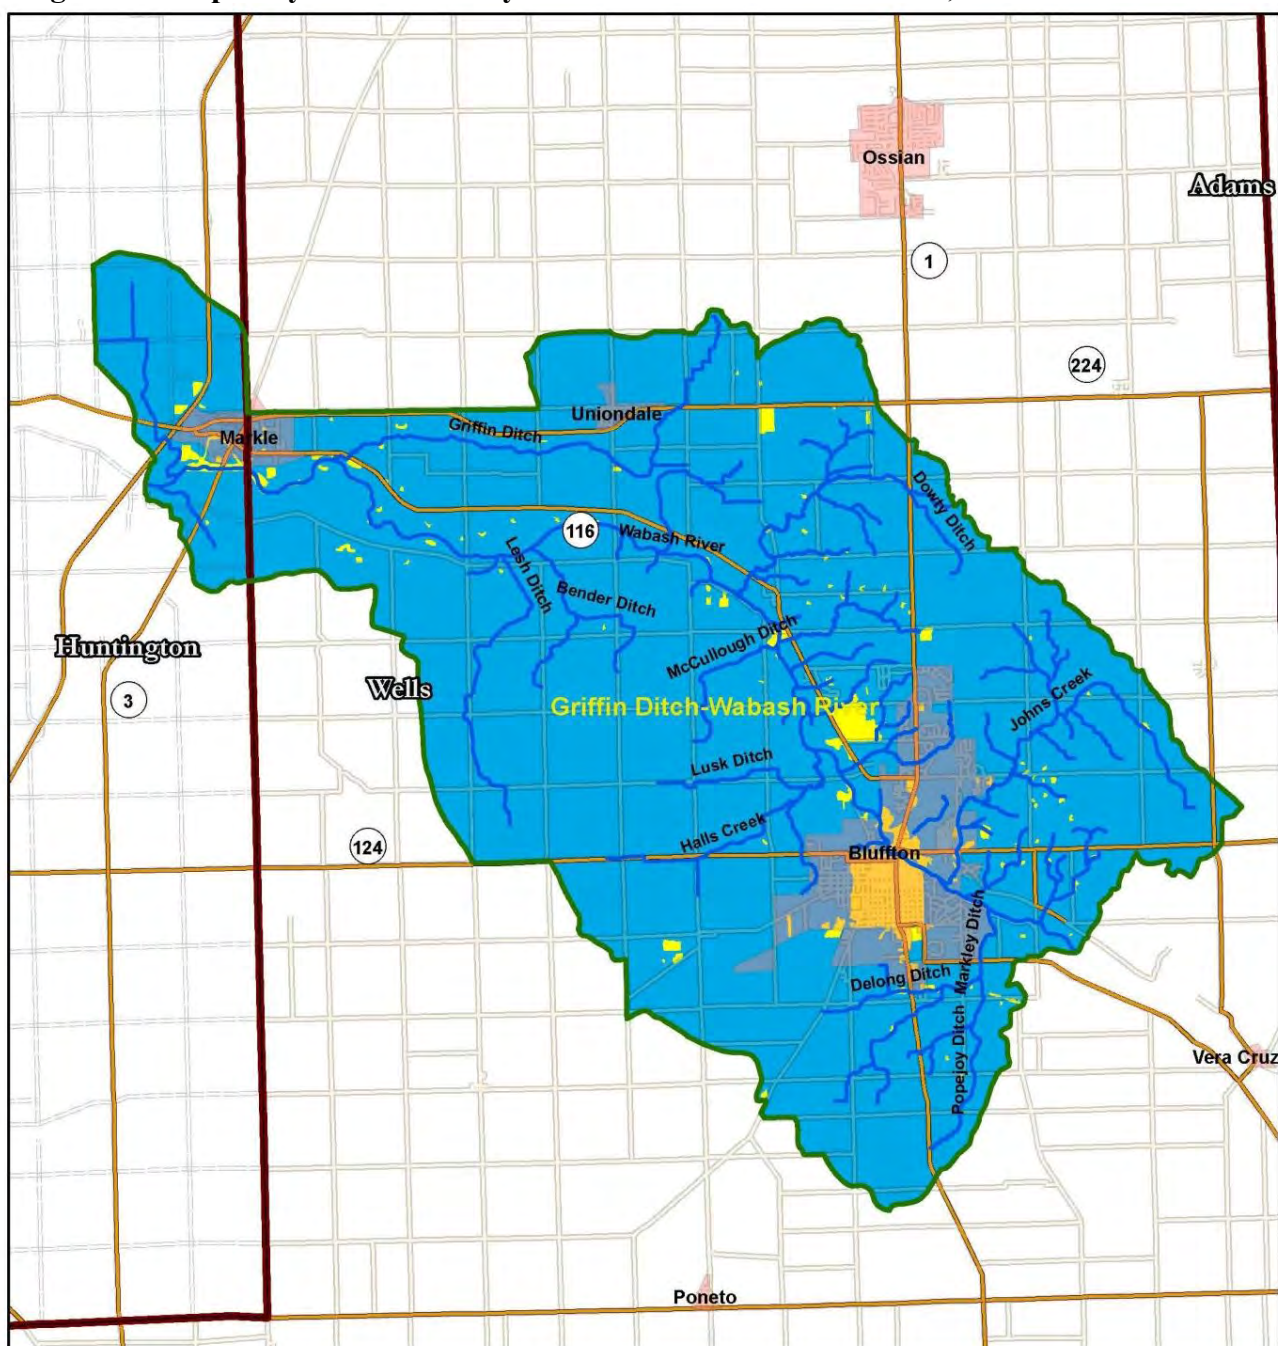 Ossian
Adams
1
224
Uniondale
Griffin Ditch
Markle
Dowty Ditch
116
Wabash River
Lesh Ditch
Bender Ditch
McCullough Ditch
Huntington
3
Wells
Griffin Ditch-Wabash River
Johns Creek
Lusk Ditch
Halls Creek
124
Bluffton
Markley Ditch
Delong Ditch
Popejoy Ditch
Vera Cruz
Poneto